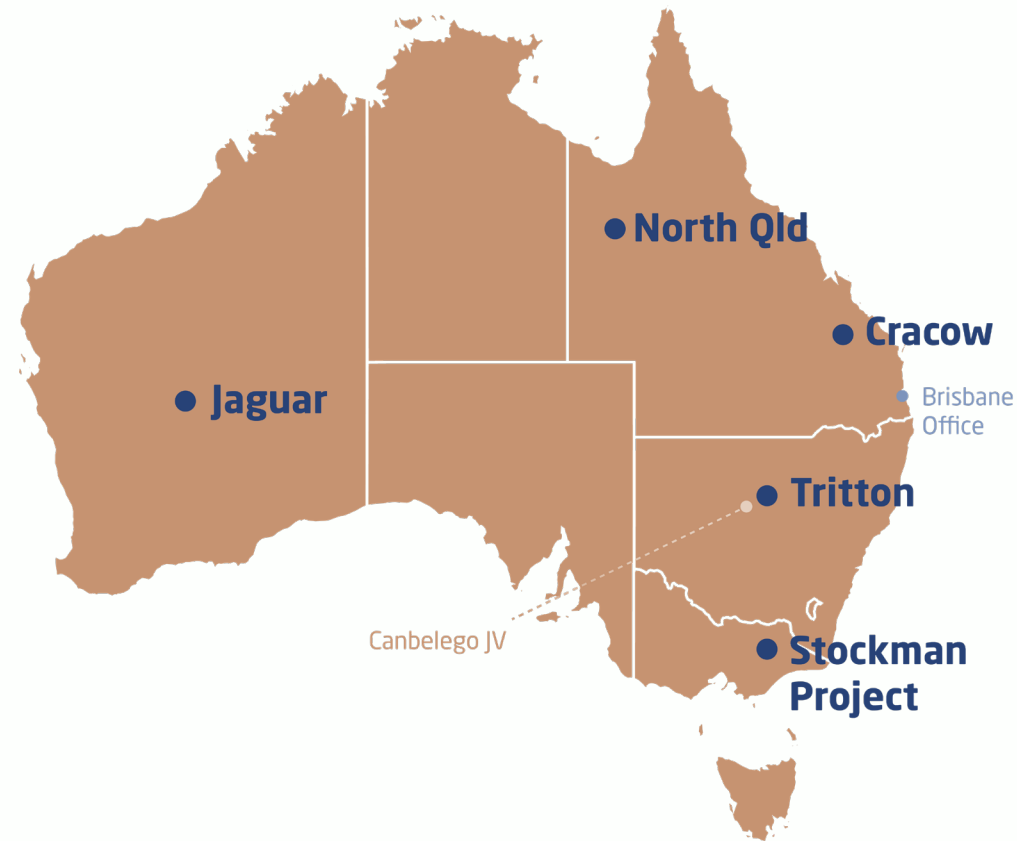 North Qld
Cracow
Jaguar
Brisbane
Office
Tritton
Canbelego JV
Stockman
Project